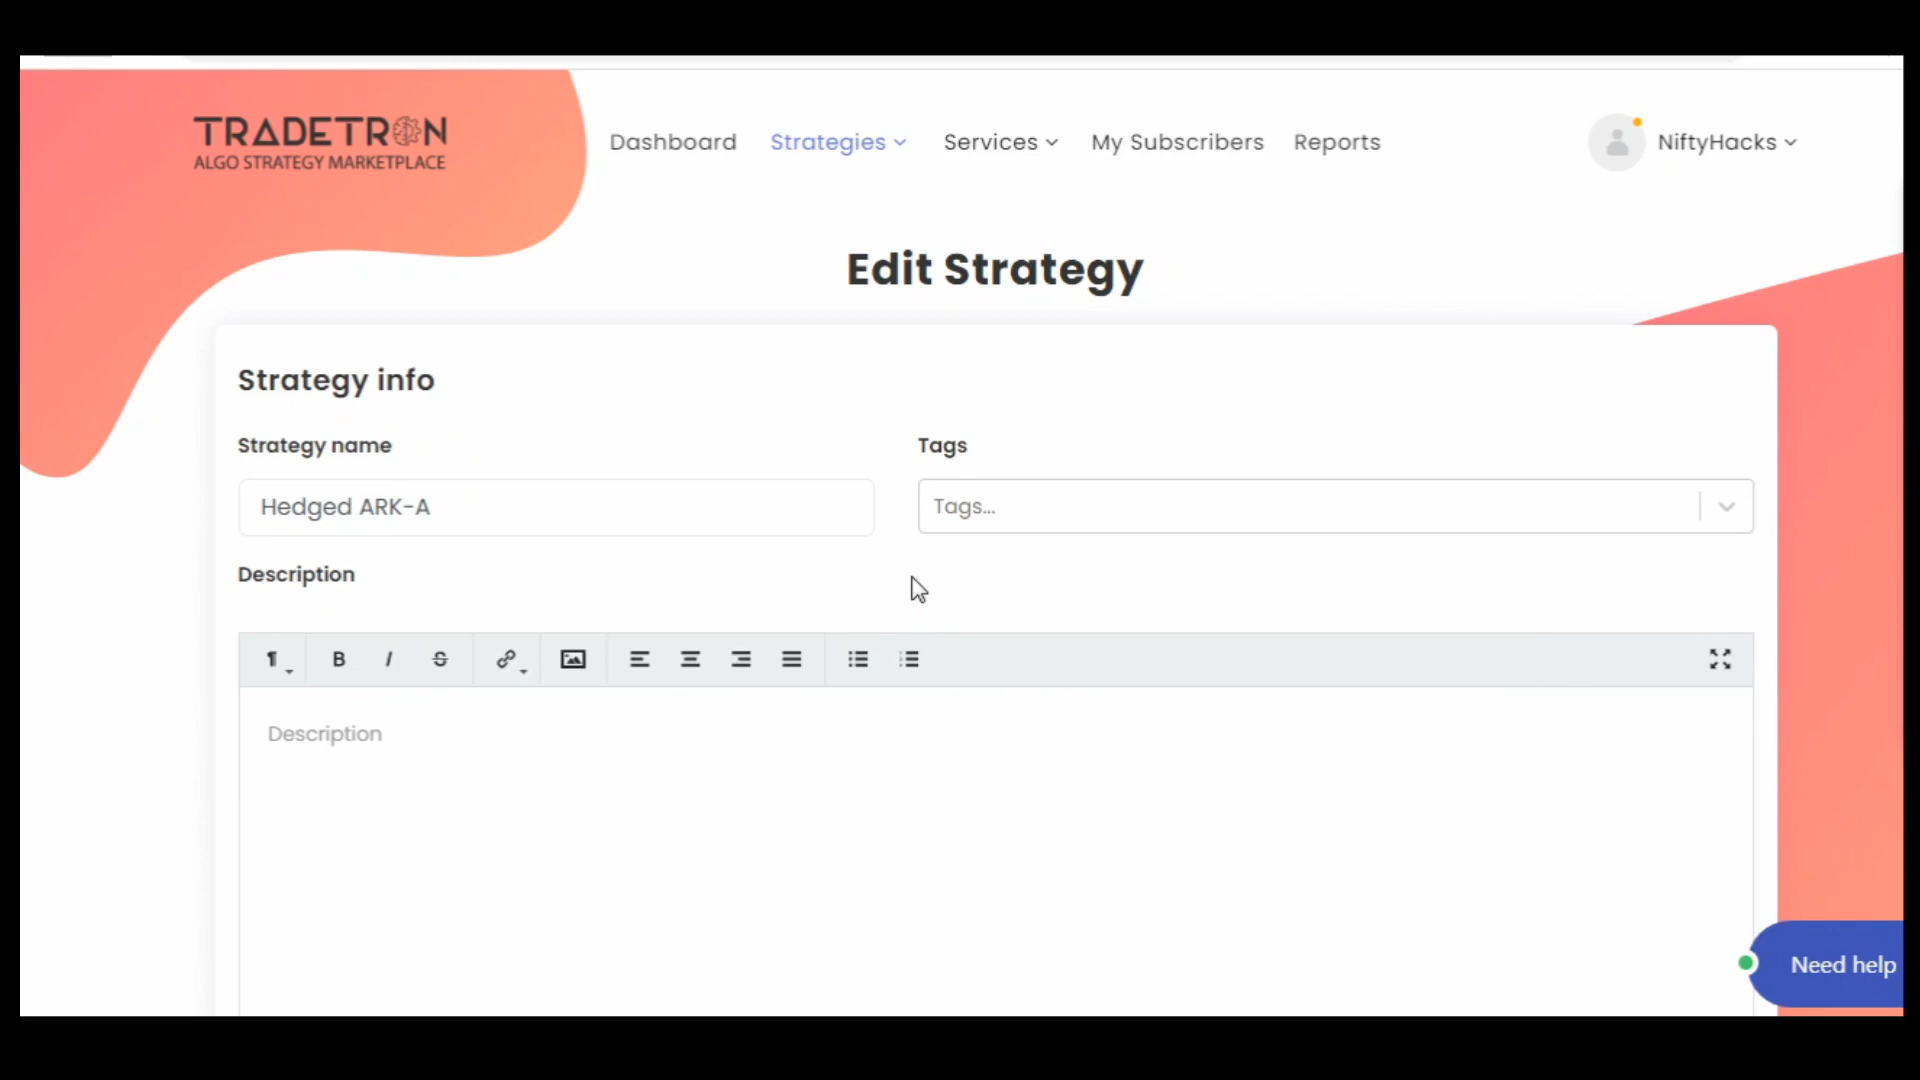 TRADETRON
ALGO STRATEGY MARKETPLACE
Dashboard Strategies Services My Subscribers Reports NiftyHacks
Edit Strategy
Strategy info
Strategy name Tags
Hedged ARK-A Tags...
Description
¶ B I S
Description
Need help